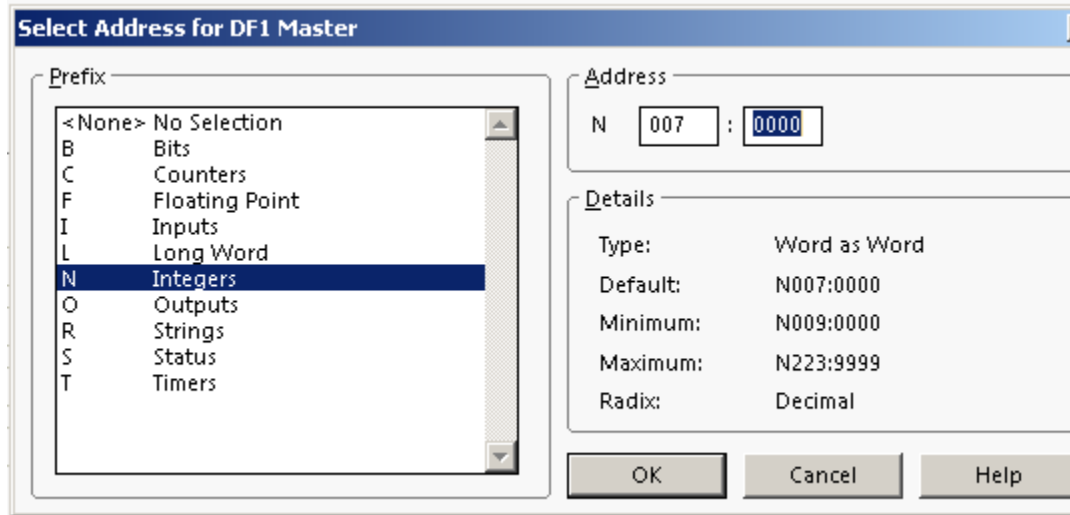 Select Address for DF1 Master
Prefix
<None> No Selection
B Bits
C Counters
F Floating Point
I Inputs
L Long Word
N Integers
O Outputs
R Strings
S Status
T Timers
Address
N 007 : 0000
Details
Type: Word as Word
Default: N007:0000
Minimum: N009:0000
Maximum: N223:9999
Radix: Decimal
OK Cancel Help